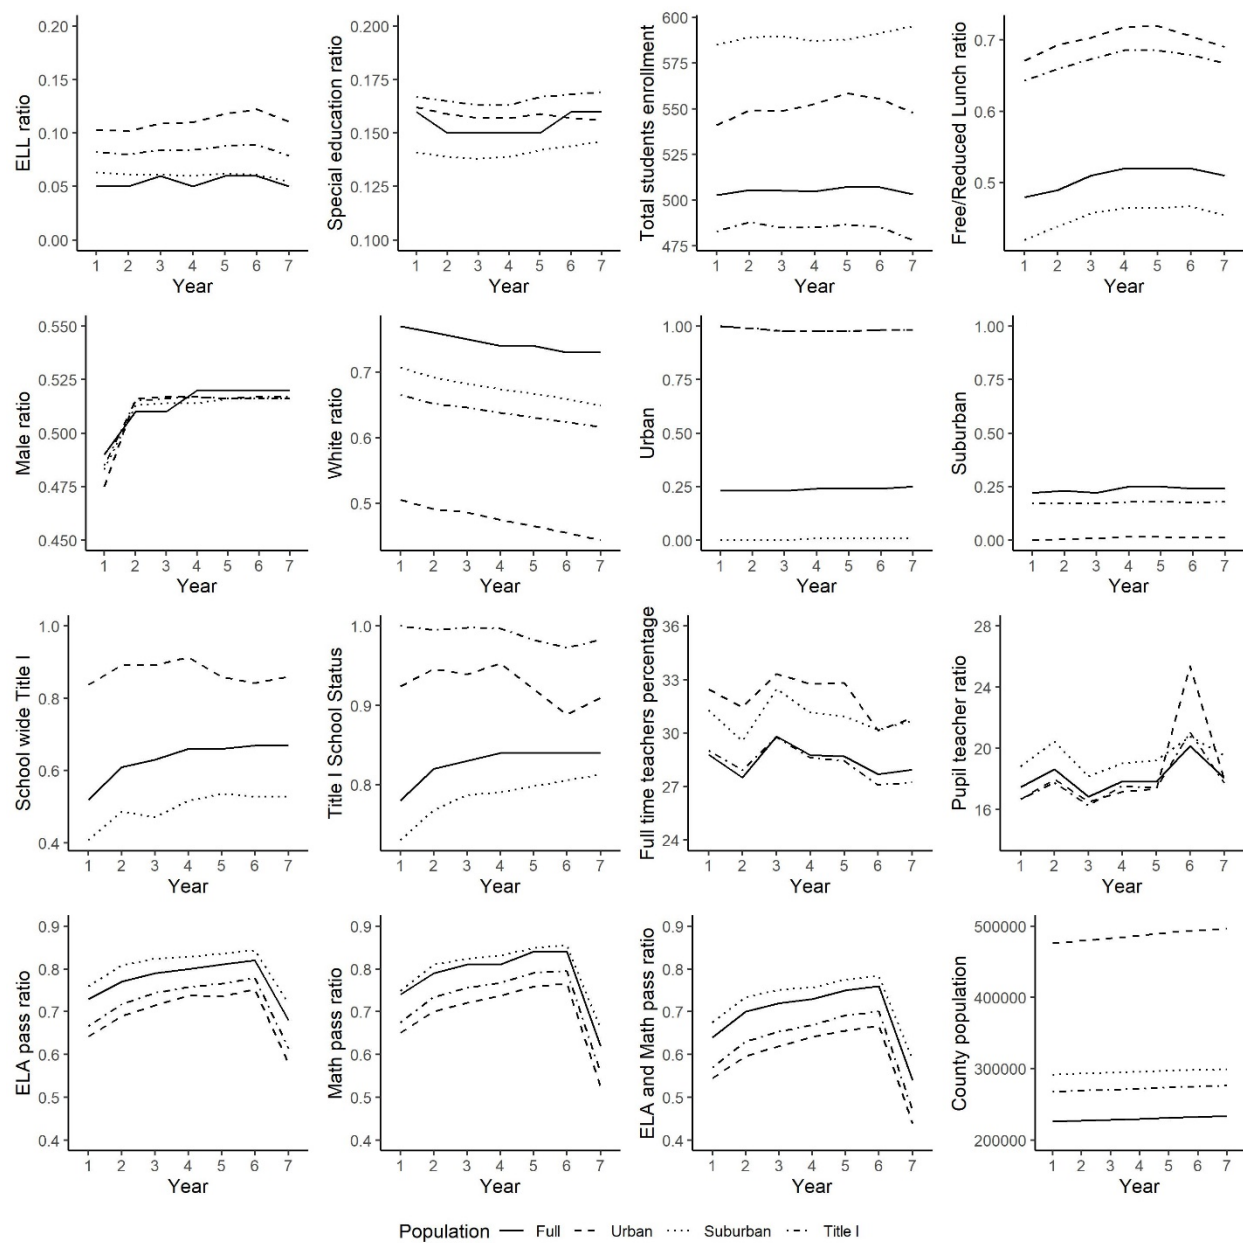 ELL ratio
0.20
0.15
0.10
0.05
0.00
1 2 3 4 5 6 7
Year
Special education ratio
0.200
0.175
0.150
0.125
0.100
1 2 3 4 5 6 7
Year
Total students enrollment
600
575
550
525
500
475
1 2 3 4 5 6 7
Year
Free/Reduced Lunch ratio
0.7
0.6
0.5
1 2 3 4 5 6 7
Year
Male ratio
0.550
0.525
0.500
0.475
0.450
1 2 3 4 5 6 7
Year
White ratio
0.7
0.6
0.5
1 2 3 4 5 6 7
Year
Urban
1.00
0.75
0.50
0.25
0.00
1 2 3 4 5 6 7
Year
Suburban
1.00
0.75
0.50
0.25
0.00
1 2 3 4 5 6 7
Year
School wide Title I
1.0
0.8
0.6
0.4
1 2 3 4 5 6 7
Year
Title I School Status
1.0
0.9
0.8
1 2 3 4 5 6 7
Year
Full time teachers percentage
36
33
30
27
24
1 2 3 4 5 6 7
Year
Pupil teacher ratio
28
24
20
16
1 2 3 4 5 6 7
Year
ELA pass ratio
0.9
0.8
0.7
0.6
0.5
0.4
1 2 3 4 5 6 7
Year
Math pass ratio
0.9
0.8
0.7
0.6
0.5
0.4
1 2 3 4 5 6 7
Year
ELA and Math pass ratio
0.9
0.8
0.7
0.6
0.5
0.4
1 2 3 4 5 6 7
Year
County population
500000
400000
300000
200000
1 2 3 4 5 6 7
Year
Population Full Urban Suburban Title I